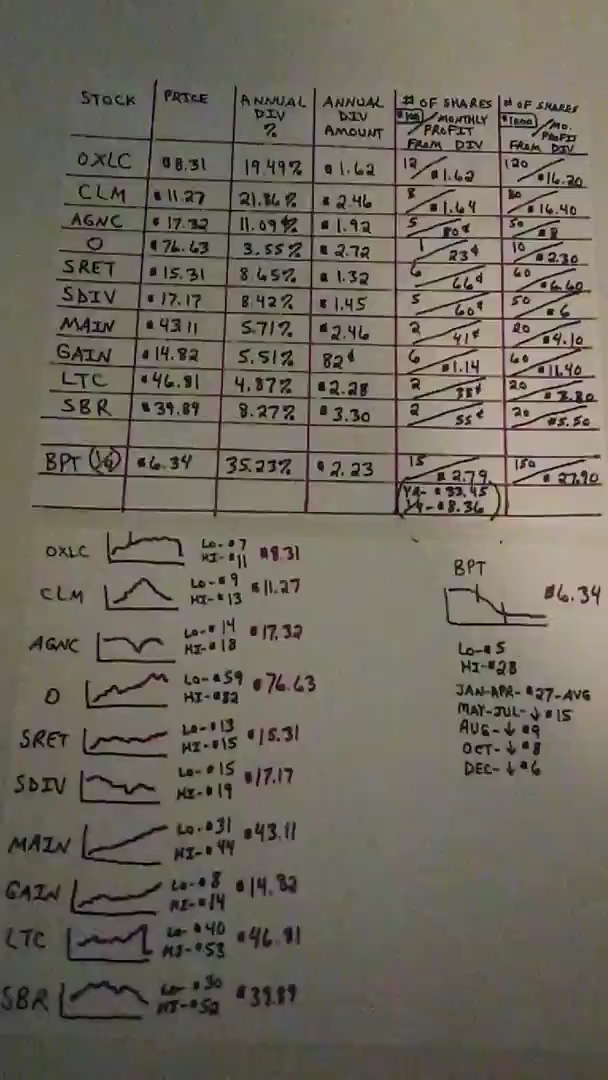 STOCK PRICE ANNUAL DIV % ANNUAL DIV AMOUNT # OF SHARES $100/MONTHLY PROFIT FROM DIV # OF SHARES $1000/MO. PROFIT FROM DIV
OXLC $8.31 19.49% $1.62 12/$1.62 120/$16.20
CLM $11.27 21.86% $2.46 8/$1.64 80/$16.40
AGNC $17.32 11.09% $1.92 5/80¢ 50/$8
O $76.63 3.55% $2.72 1/23¢ 10/$2.30
SRET $15.31 8.65% $1.32 6/66¢ 60/$6.60
SDIV $17.17 8.42% $1.45 5/60¢ 50/$6
MAIN $43.11 5.71% $2.46 2/41¢ 20/$4.10
GAIN $14.82 5.51% 82¢ 6/$1.14 60/$11.40
LTC $46.81 4.87% $2.28 2/38¢ 20/$3.80
SBR $39.89 8.27% $3.30 2/55¢ 20/$5.50
BPT (1/4) $6.34 35.23% $2.23 15/$2.79 150/$27.90
YR- $33.45
1/4- $8.36
OXLC LO- $7 HI- $11 $8.31
CLM LO- $9 HI- $13 $11.27
AGNC LO- $14 HI- $18 $17.32
O LO- $59 HI- $82 $76.63
SRET LO- $13 HI- $15 $15.31
SDIV LO- $15 HI- $19 $17.17
MAIN LO- $31 HI- $44 $43.11
GAIN LO- $8 HI- $14 $14.82
LTC LO- $40 HI- $53 $46.81
SBR LO- $30 HI- $52 $39.89
BPT
$6.34
LO- $5
HI- $28
JAN-APR- $27-AVG
MAY-JUL- ↓ $15
AUG- ↓ $9
OCT- ↓ $8
DEC- ↓ $6